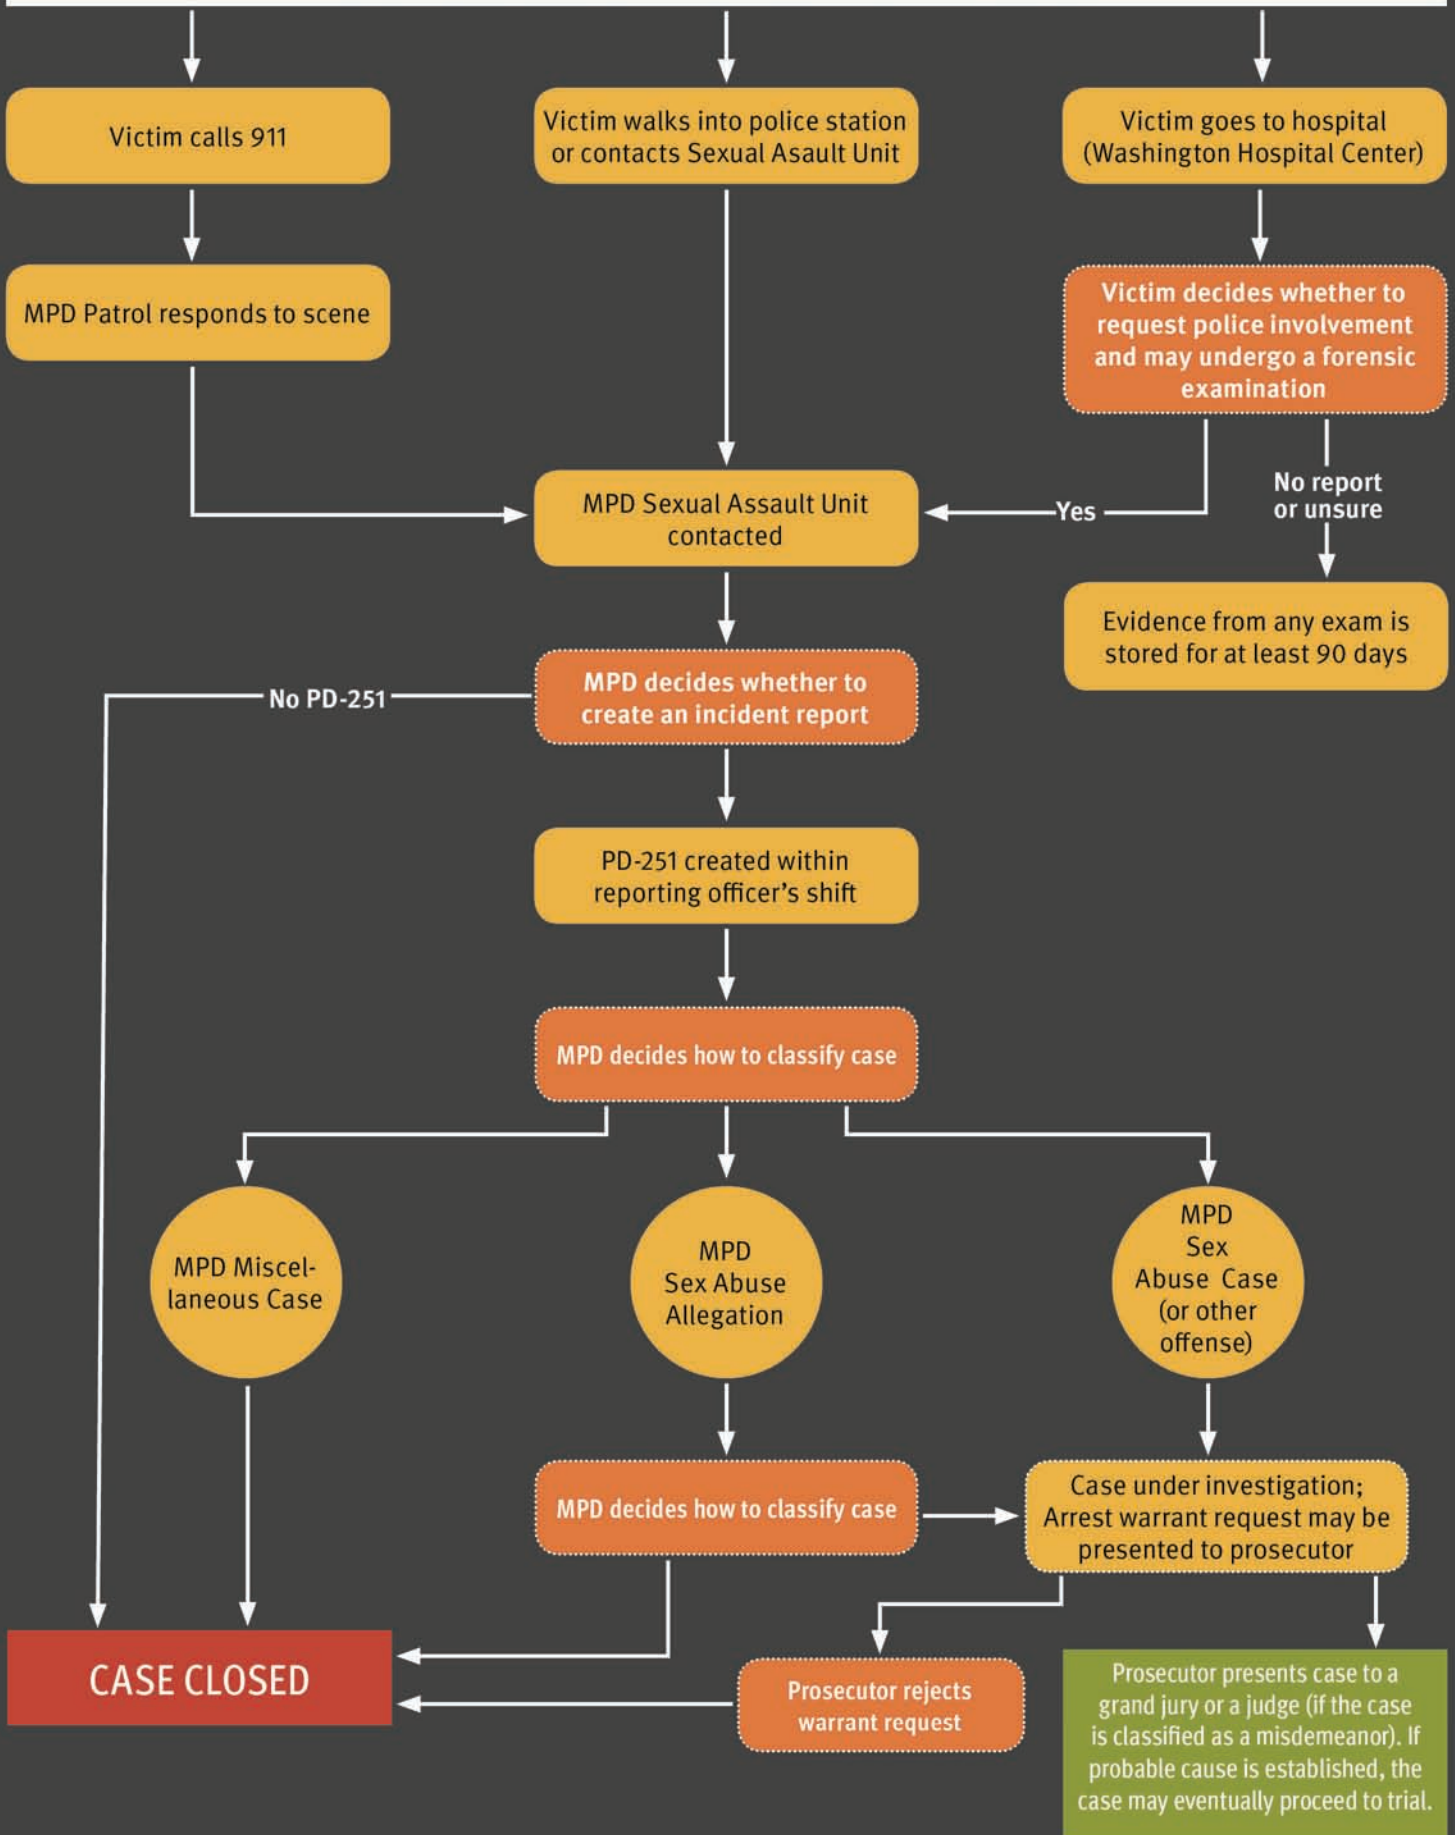 Victim calls 911
Victim walks into police station
or contacts Sexual Asault Unit
Victim goes to hospital
(Washington Hospital Center)
MPD Patrol responds to scene
Victim decides whether to
request police involvement
and may undergo a forensic
examination
MPD Sexual Assault Unit
contacted
Yes
No report
or unsure
Evidence from any exam is
stored for at least 90 days
No PD-251
MPD decides whether to
create an incident report
PD-251 created within
reporting officer's shift
MPD decides how to classify case
MPD Miscel-
laneous Case
MPD
Sex Abuse
Allegation
MPD
Sex
Abuse Case
(or other
offense)
MPD decides how to classify case
Case under investigation;
Arrest warrant request may be
presented to prosecutor
CASE CLOSED
Prosecutor rejects
warrant request
Prosecutor presents case to a
grand jury or a judge (if the case
is classified as a misdemeanor). If
probable cause is established, the
case may eventually proceed to trial.